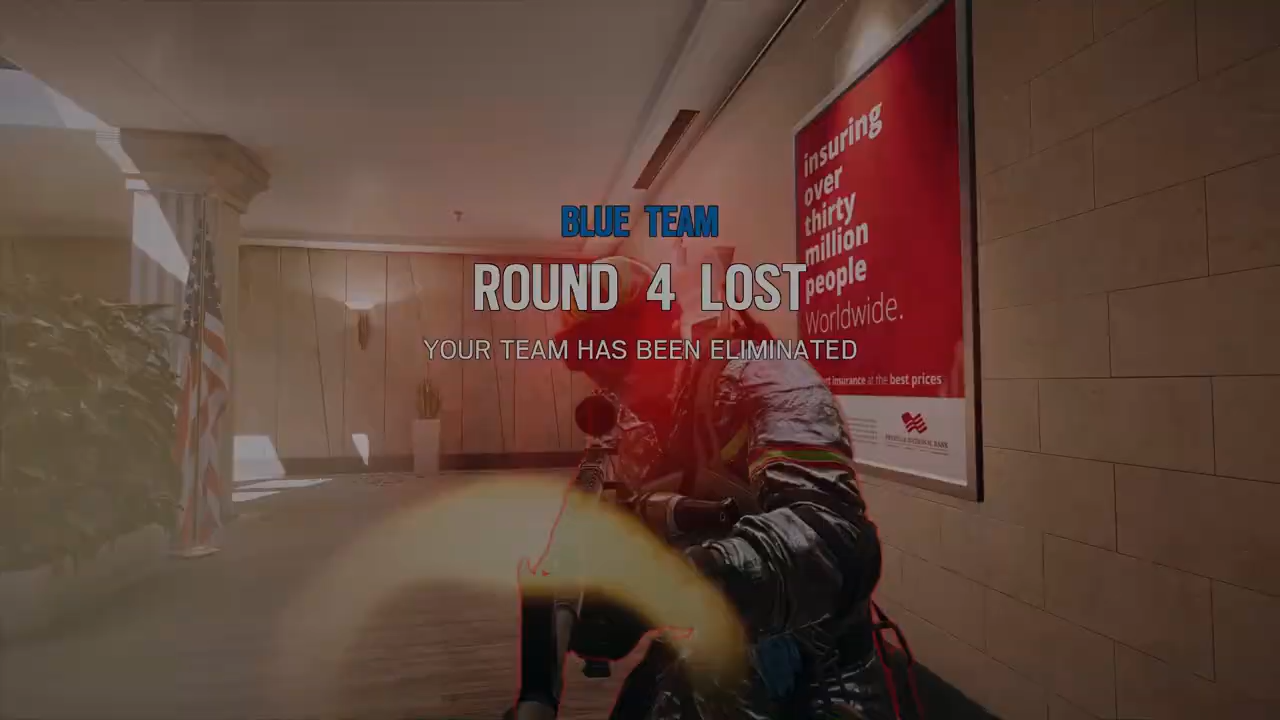 BLUE TEAM
ROUND 4 LOST
YOUR TEAM HAS BEEN ELIMINATED
insuring
over
thirty
million
people
Worldwide.
insurance at the best prices